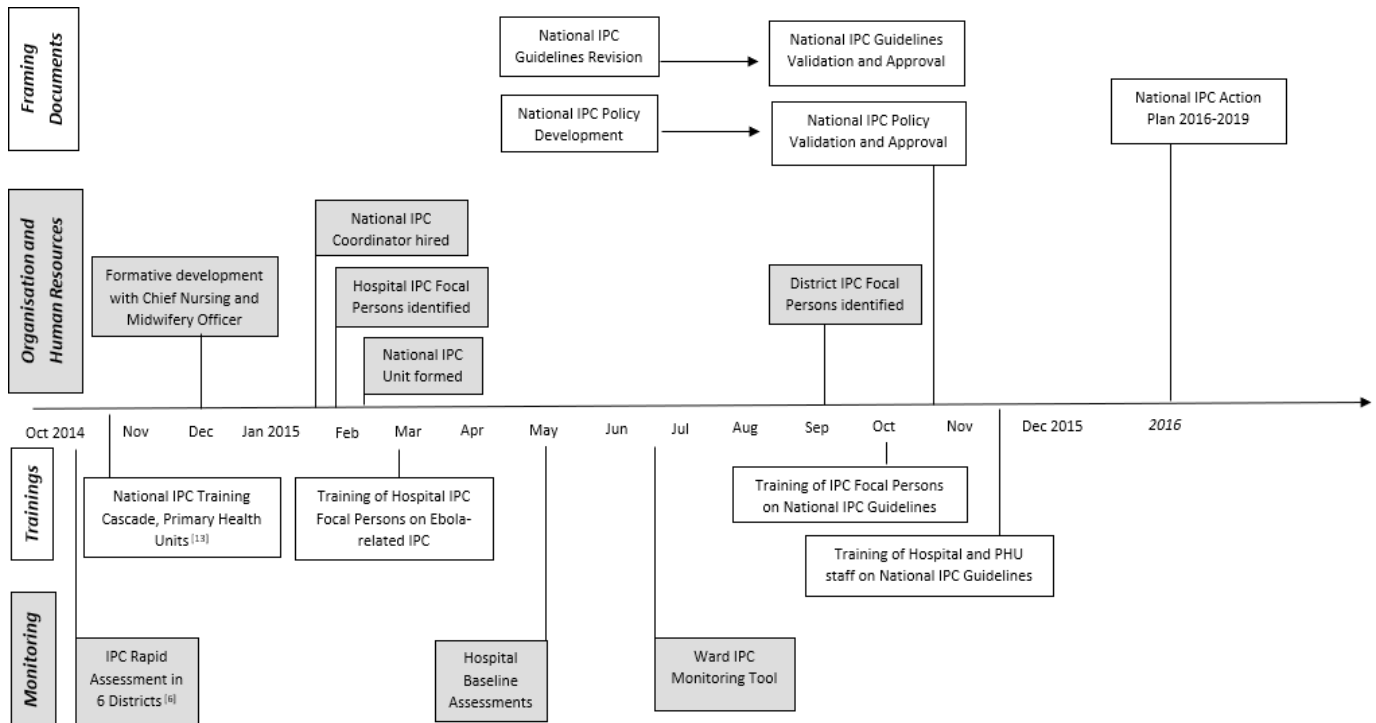 Framing
Documents
National IPC
Guidelines Revision
National IPC Guidelines
Validation and Approval
National IPC Policy
Development
National IPC Policy
Validation and Approval
National IPC Action
Plan 2016-2019
Organisation and
Human Resources
National IPC
Coordinator hired
Formative development
with Chief Nursing and
Midwifery Officer
Hospital IPC Focal
Persons identified
National IPC
Unit formed
District IPC Focal
Persons identified
Oct 2014 Nov Dec Jan 2015 Feb Mar Apr May Jun Jul Aug Sep Oct Nov Dec 2015 2016
Trainings
National IPC Training
Cascade, Primary Health
Units [13]
Training of Hospital IPC
Focal Persons on Ebola-
related IPC
Training of IPC Focal Persons
on National IPC Guidelines
Training of Hospital and PHU
staff on National IPC Guidelines
Monitoring
IPC Rapid
Assessment in
6 Districts [6]
Hospital
Baseline
Assessments
Ward IPC
Monitoring Tool